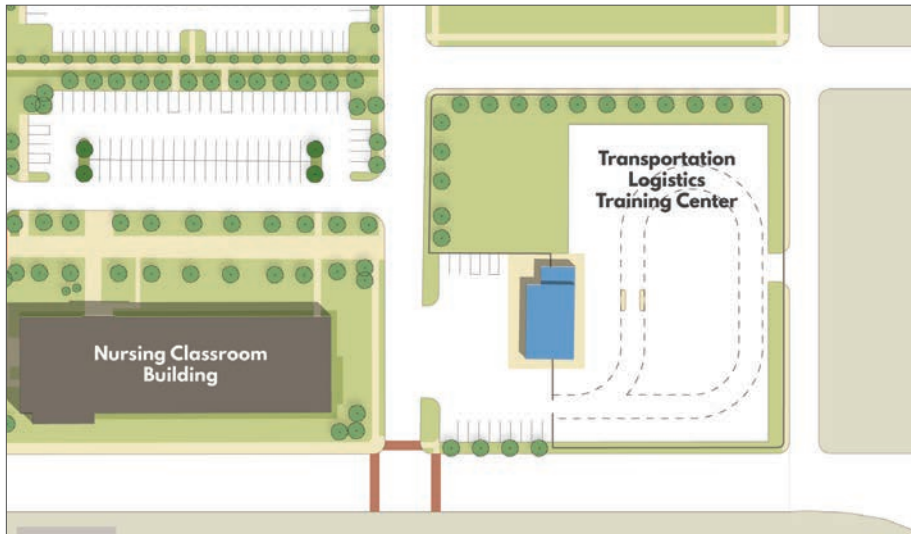 Transportation
Logistics
Training Center
Nursing Classroom
Building